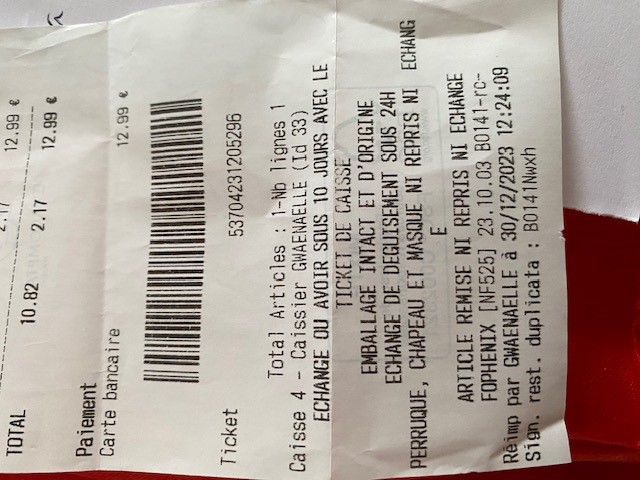 2.17 12.99 €
TOTAL 10.82 2.17 12.99 €
Paiement
Carte bancaire 12.99 €
Ticket 53704231205296
Total Articles : 1-Nb lignes 1
Caisse 4 - Caissier GWAENAELLE (Id 33)
ECHANGE OU AVOIR SOUS 10 JOURS AVEC LE
TICKET DE CAISSE
EMBALLAGE INTACT ET D'ORIGINE
ECHANGE DE DEGUISEMENT SOUS 24H
PERRUQUE, CHAPEAU ET MASQUE NI REPRIS NI ECHANG
E
ARTICLE REMISE NI REPRIS NI ECHANGE
FOPHENIX [NF525] 23.10.03 B0141-rc-
Réimp par GWAENAELLE à 30/12/2023 12:24:09
Sign. rest. duplicata : B0141Nwxh